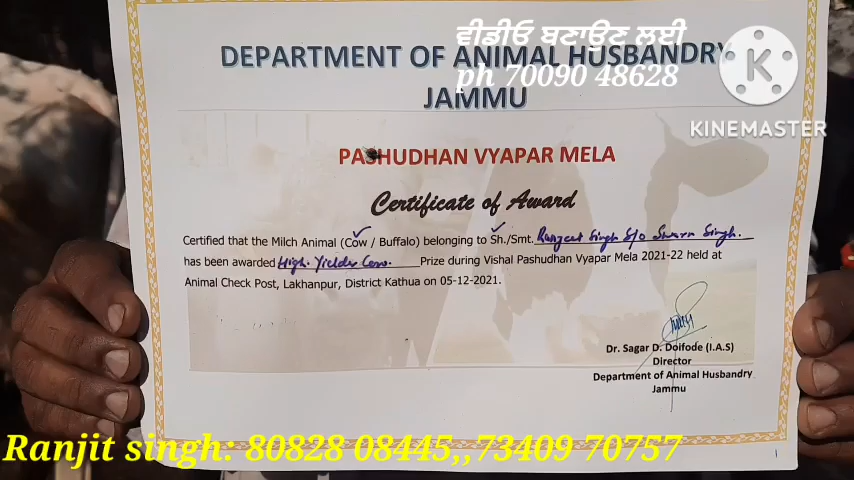 ਵੀਡੀਓ ਬਣਾਉਣ ਲਈ
ph 70090 48628
KINEMASTER
DEPARTMENT OF ANIMAL HUSBANDRY
JAMMU
PASHUDHAN VYAPAR MELA
Certificate of Award
Certified that the Milch Animal (Cow / Buffalo) belonging to Sh./Smt. Ranjeet Singh S/o Swarn Singh.
has been awarded High Yielder Cow. Prize during Vishal Pashudhan Vyapar Mela 2021-22 held at
Animal Check Post, Lakhanpur, District Kathua on 05-12-2021.
Dr. Sagar D. Doifode (I.A.S)
Director
Department of Animal Husbandry
Jammu
Ranjit singh: 80828 08445,,73409 70757